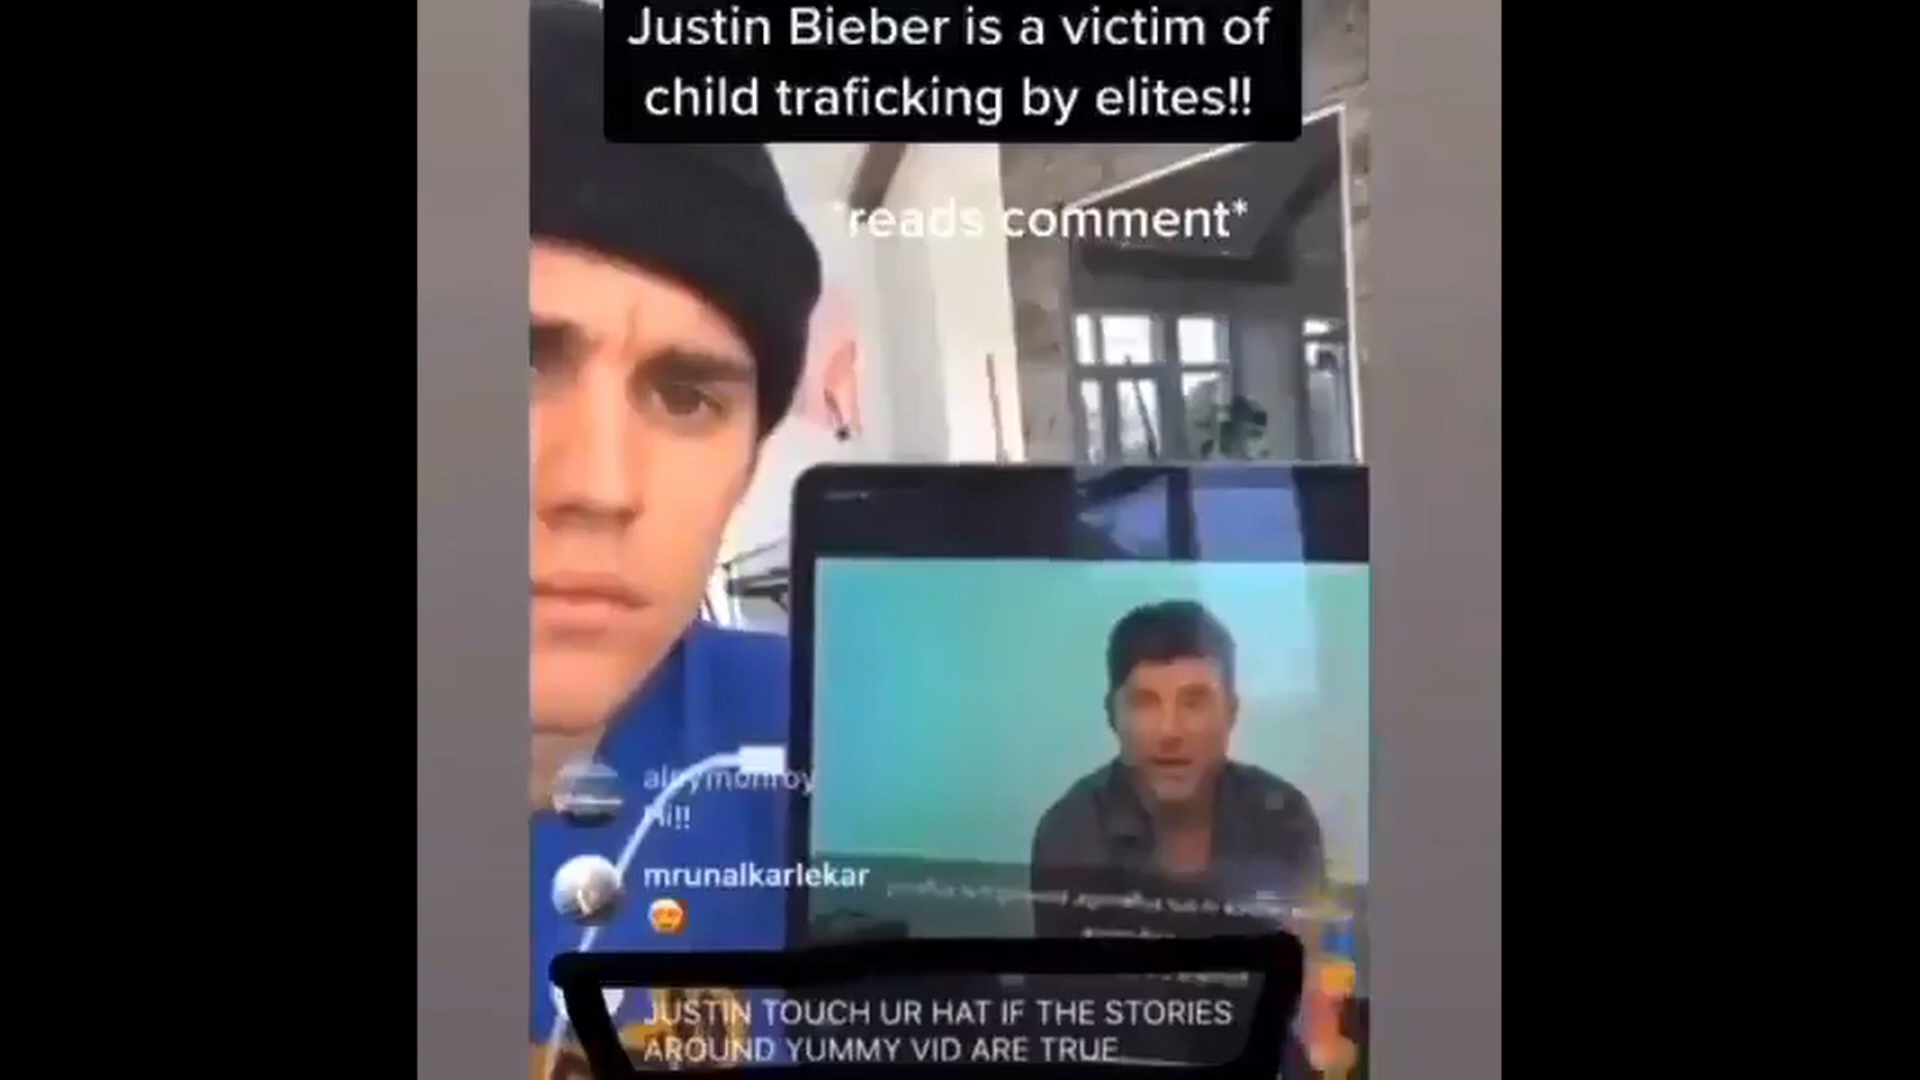 Justin Bieber is a victim of
child traficking by elites!!
*reads comment*
Hi!!
mrunalkarlekar
JUSTIN TOUCH UR HAT IF THE STORIES
AROUND YUMMY VID ARE TRUE